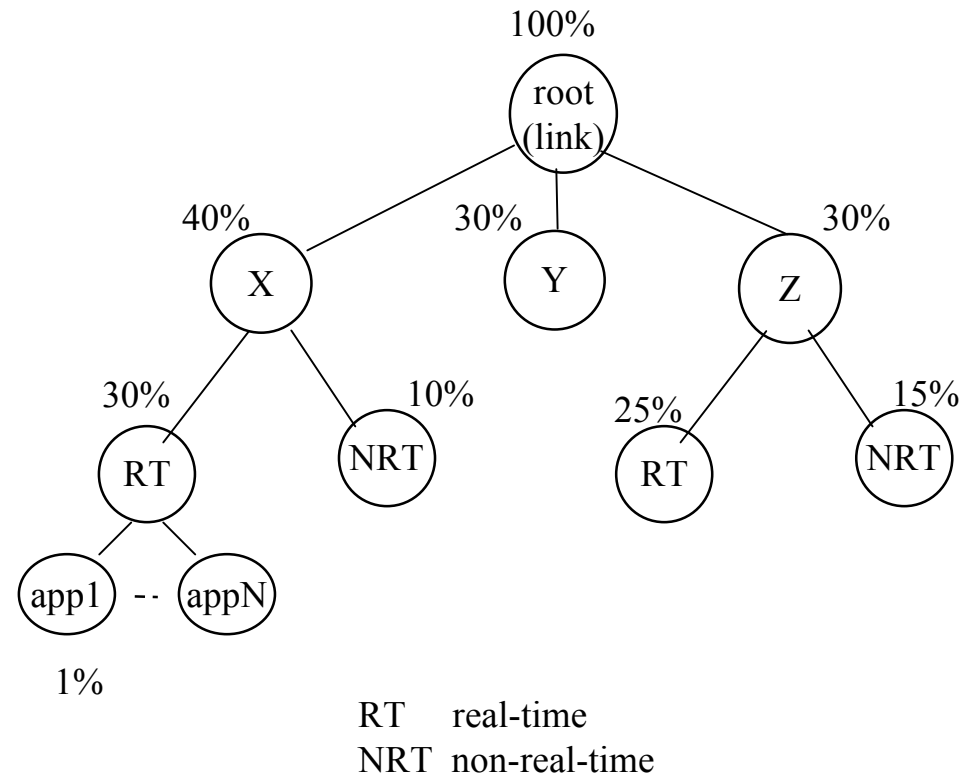 100%
root
(link)
40%
30%
30%
X
Y
Z
30%
10%
25%
15%
RT
NRT
RT
NRT
app1
--
appN
1%
RT real-time
NRT non-real-time